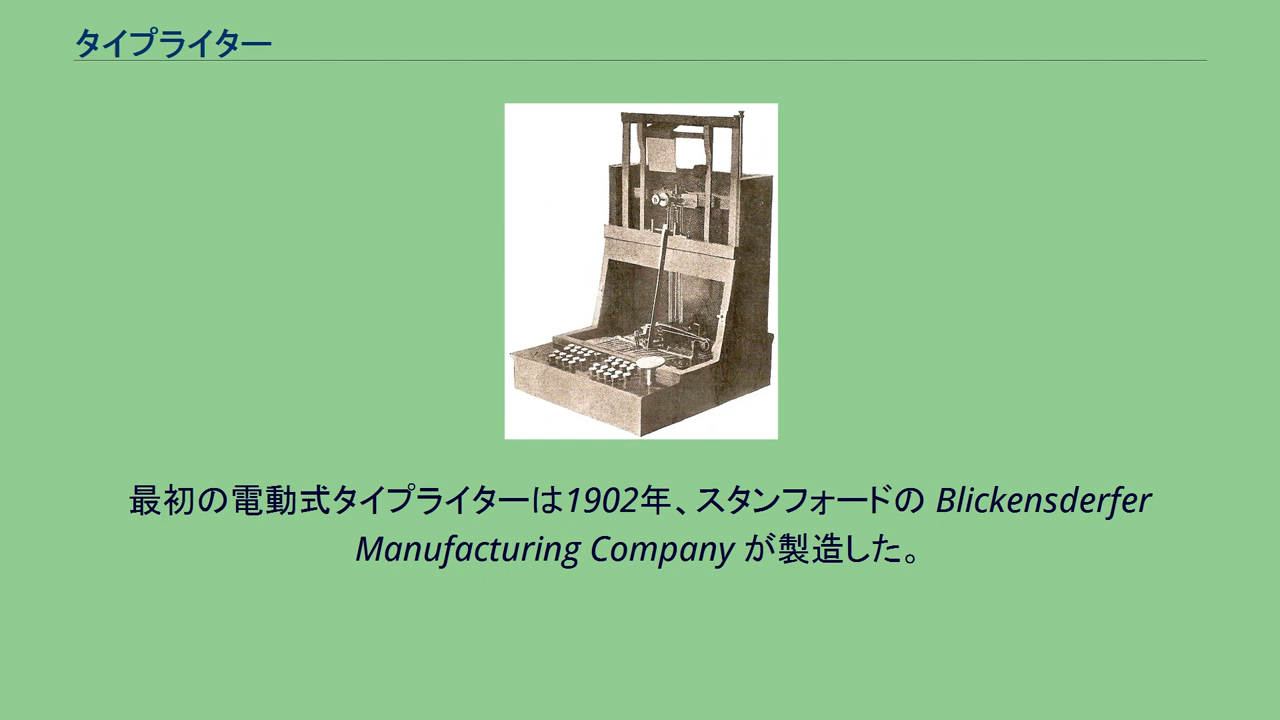 タイプライター
最初の電動式タイプライターは1902年、スタンフォードの Blickensderfer
Manufacturing Company が製造した。